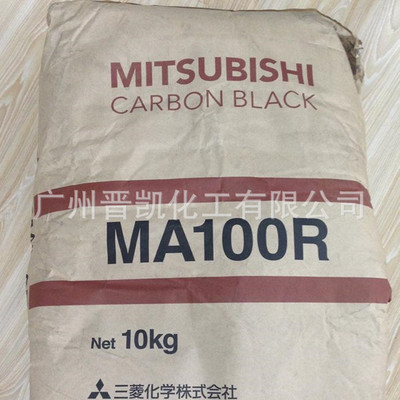 MITSUBISHI
CARBON BLACK
广州晋凯化工有限公司
MA100R
Net 10kg
三菱化学株式会社